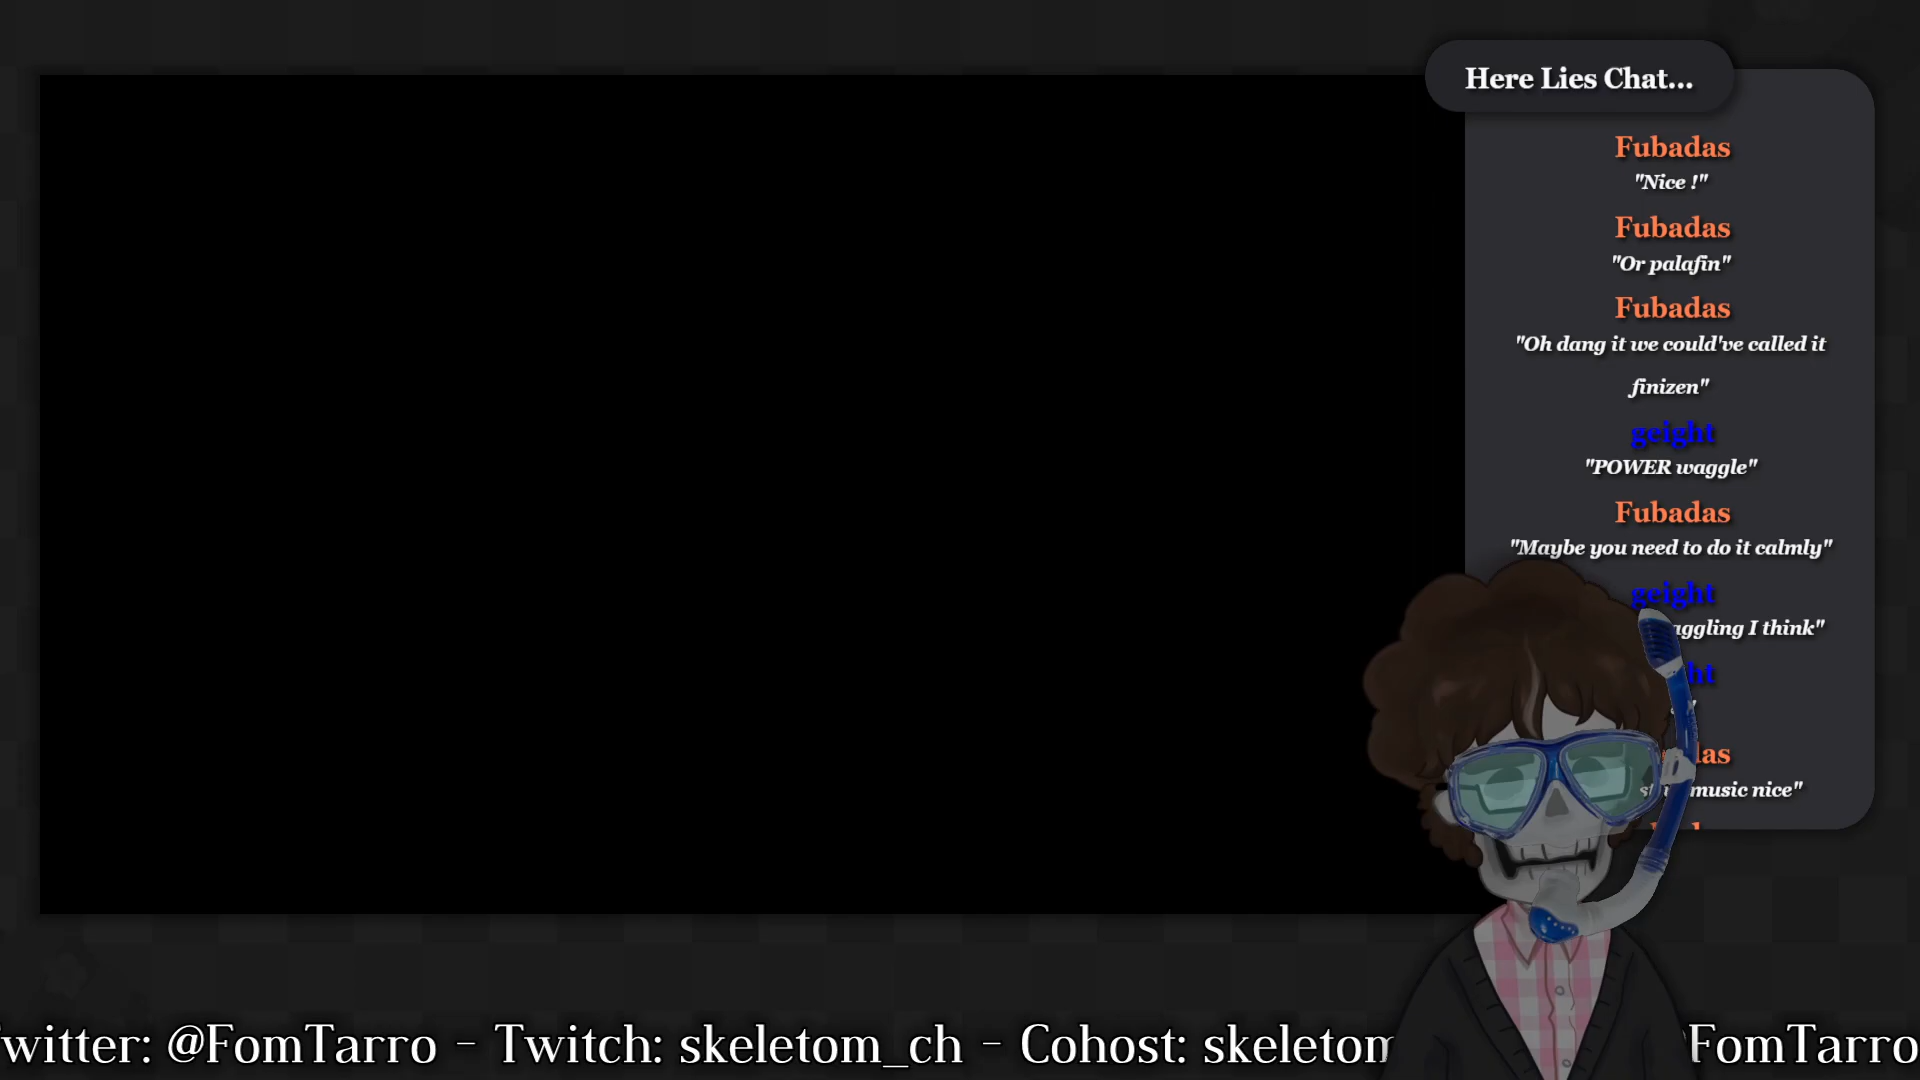 Here Lies Chat...
Fubadas
"Nice !"
Fubadas
"Or palafin"
Fubadas
"Oh dang it we could've called it
finizen"
geight
"POWER waggle"
Fubadas
"Maybe you need to do it calmly"
geight
I think"
music nice"
Twitter: @FomTarro - Twitch: skeletom_ch - Cohost: skeletom
@FomTarro